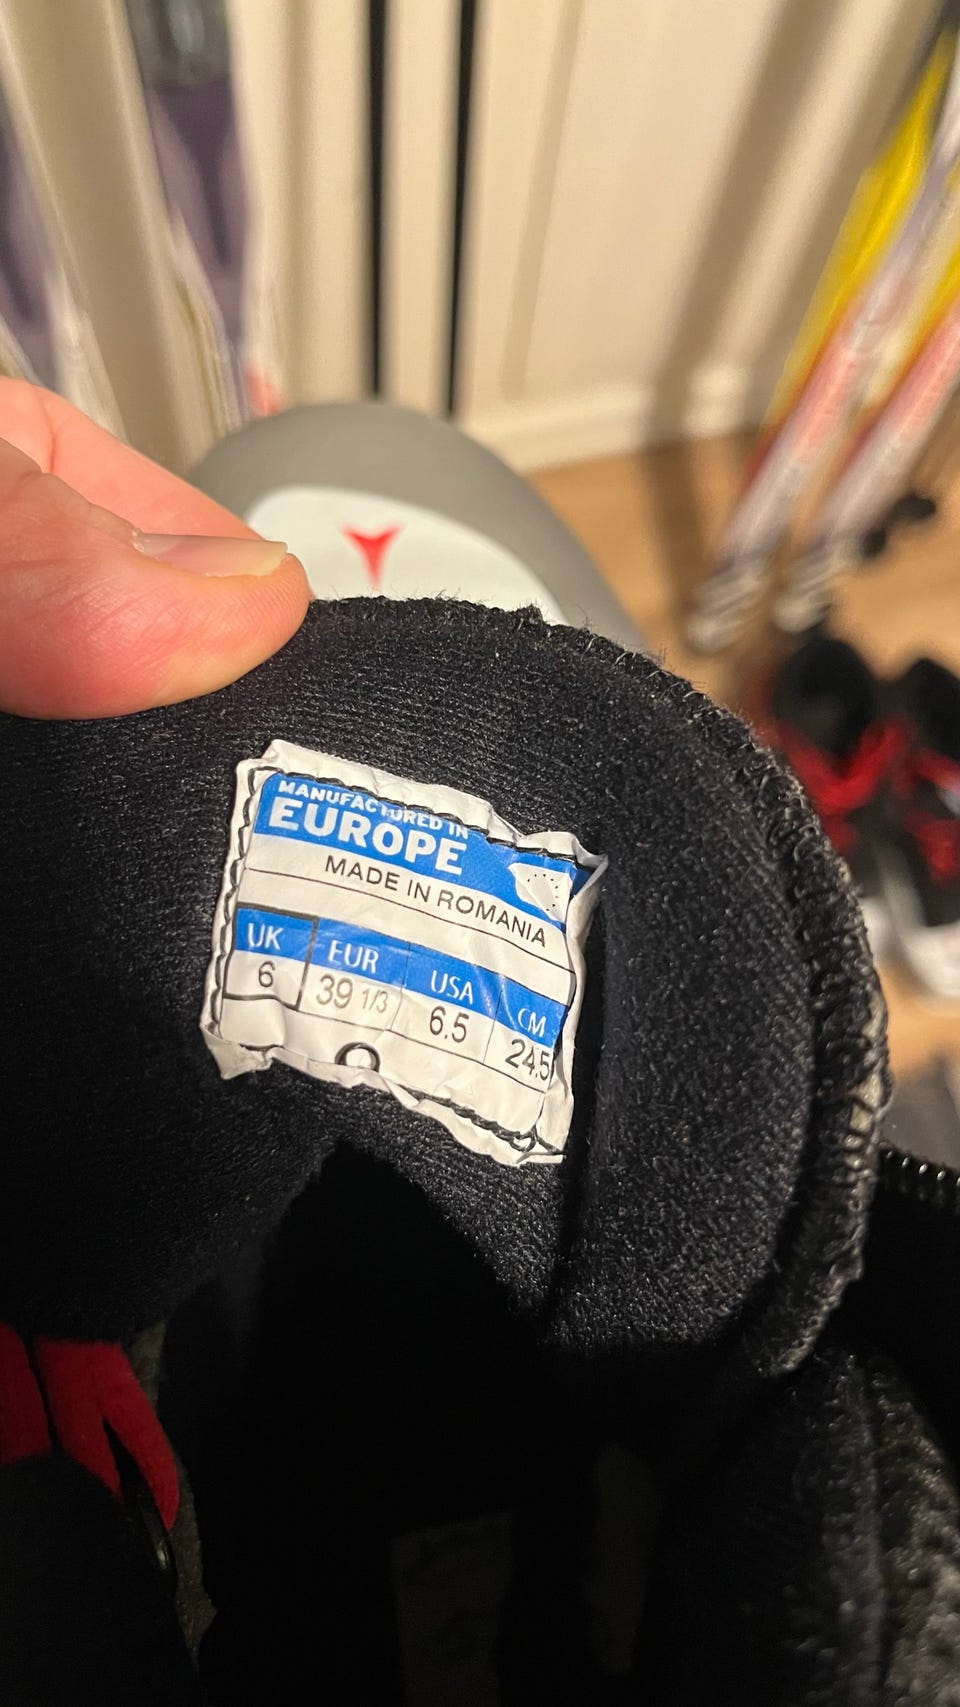 MANUFACTURED IN
EUROPE
MADE IN ROMANIA
UK EUR USA CM
6 39 1/3 6.5 24.5